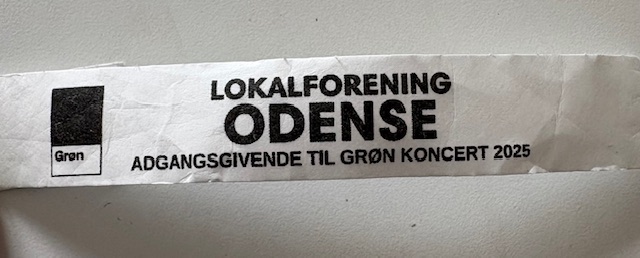 LOKALFORENING
ODENSE
Grøn
ADGANGSGIVENDE TIL GRØN KONCERT 2025